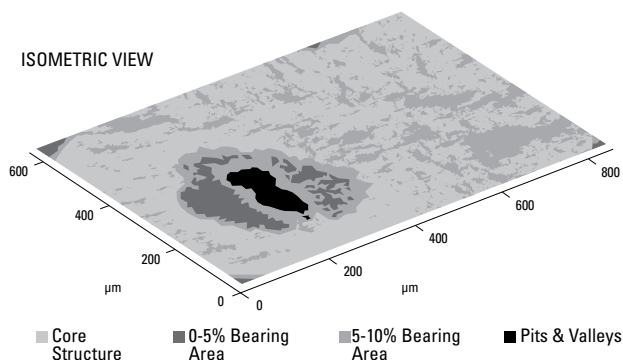 ISOMETRIC VIEW
600
400
200
0
µm
0
200
400
600
800
µm
Core
Structure
0-5% Bearing
Area
5-10% Bearing
Area
Pits & Valleys